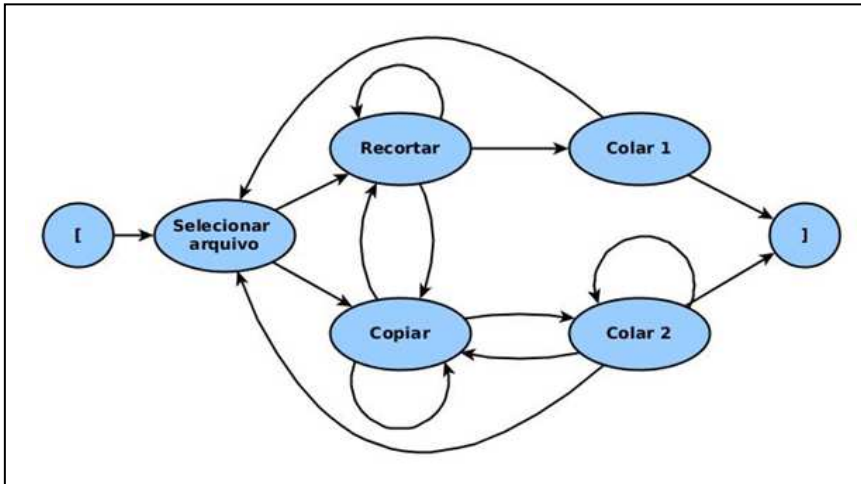 Recortar
Colar 1
[
Selecionar
arquivo
]
Copiar
Colar 2